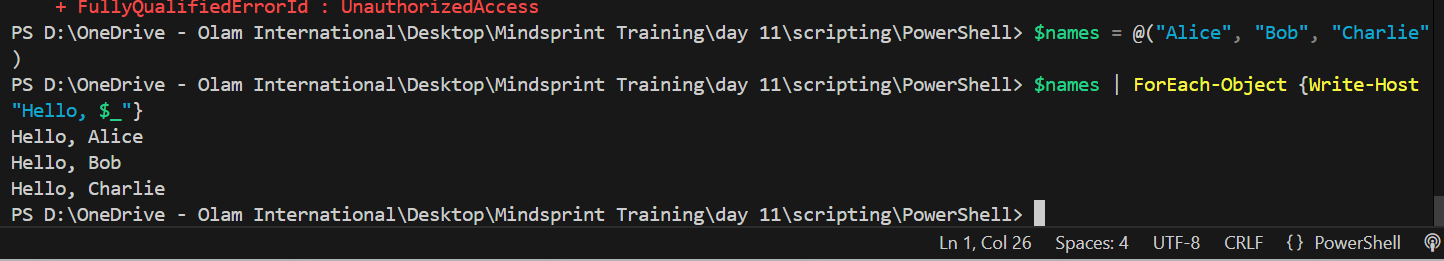 + FullyQualifiedErrorId : UnauthorizedAccess
PS D:\OneDrive - Olam International\Desktop\Mindsprint Training\day 11\scripting\PowerShell> $names = @("Alice", "Bob", "Charlie"
)
PS D:\OneDrive - Olam International\Desktop\Mindsprint Training\day 11\scripting\PowerShell> $names | ForEach-Object {Write-Host
"Hello, $_"}
Hello, Alice
Hello, Bob
Hello, Charlie
PS D:\OneDrive - Olam International\Desktop\Mindsprint Training\day 11\scripting\PowerShell>
Ln 1, Col 26 Spaces: 4 UTF-8 CRLF {} PowerShell